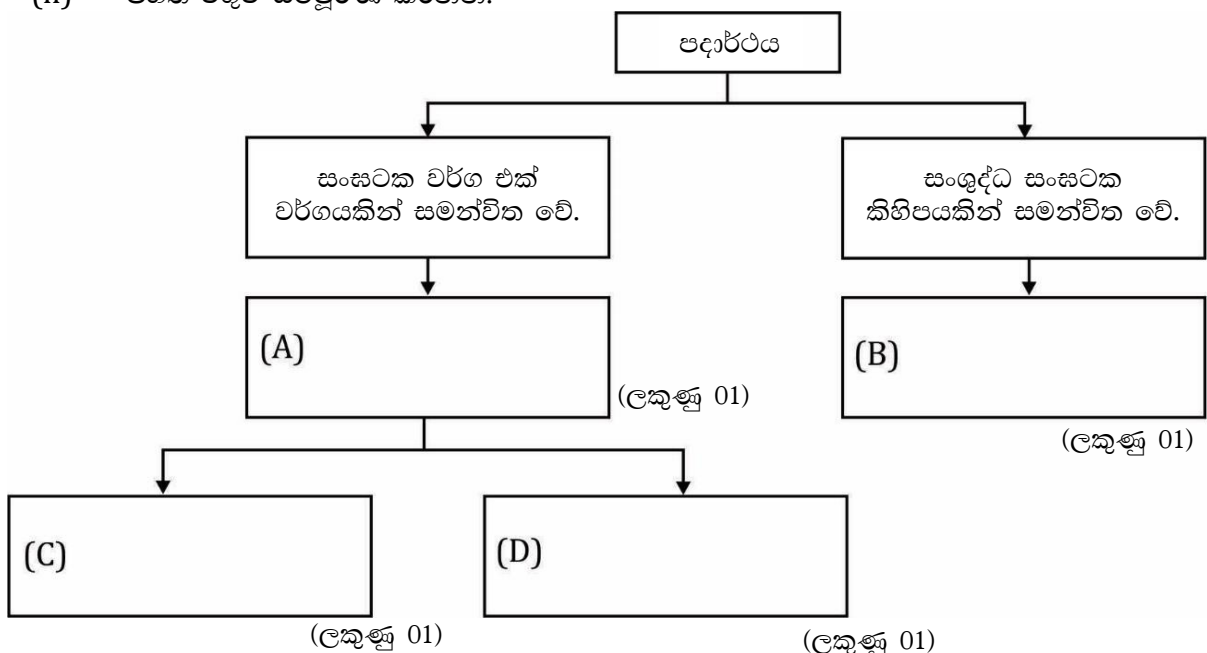 පදාර්ථය
සංඝටක වර්ග එක්
වර්ගයකින් සමන්විත වේ.
සංශුද්ධ සංඝටක
කිහිපයකින් සමන්විත වේ.
(A)
(ලකුණු 01)
(B)
(ලකුණු 01)
(C)
(ලකුණු 01)
(D)
(ලකුණු 01)